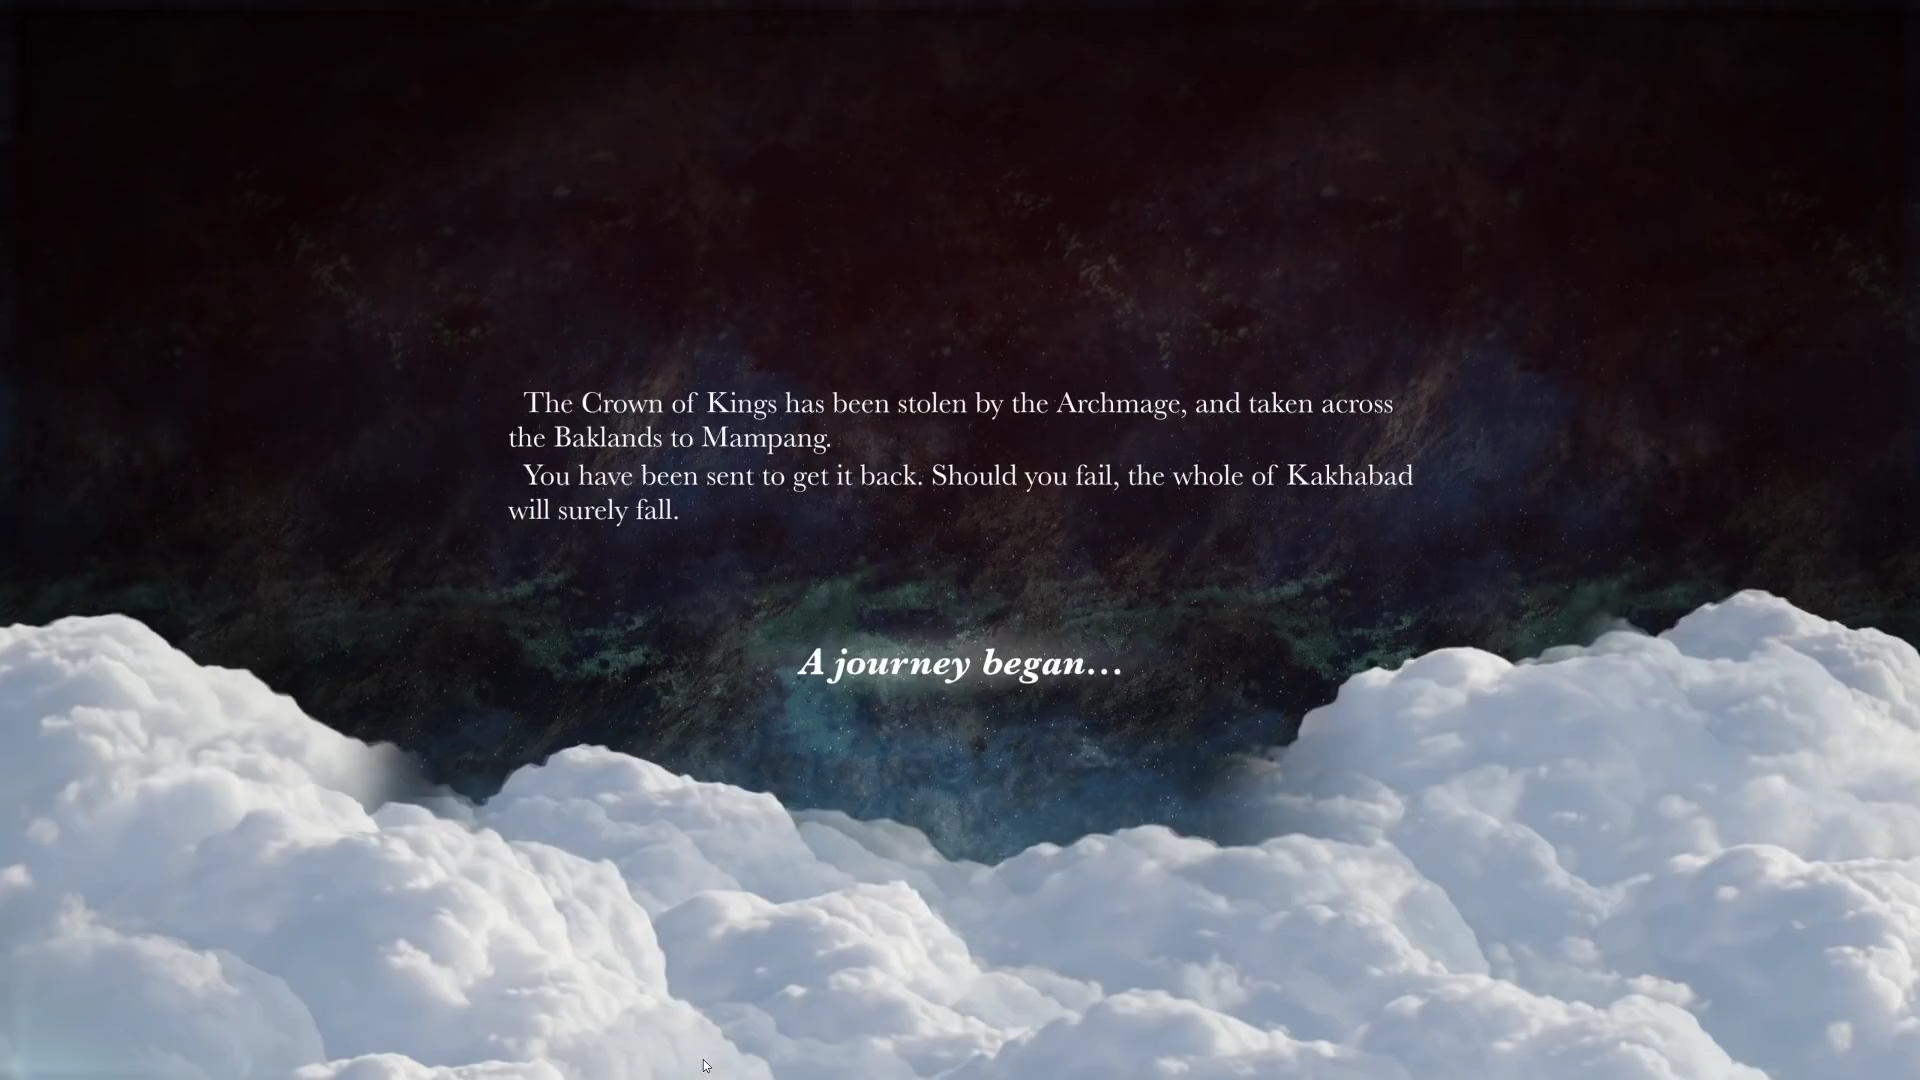 The Crown of Kings has been stolen by the Archmage, and taken across
the Baklands to Mampang.
You have been sent to get it back. Should you fail, the whole of Kakhabad
will surely fall.
A journey began...